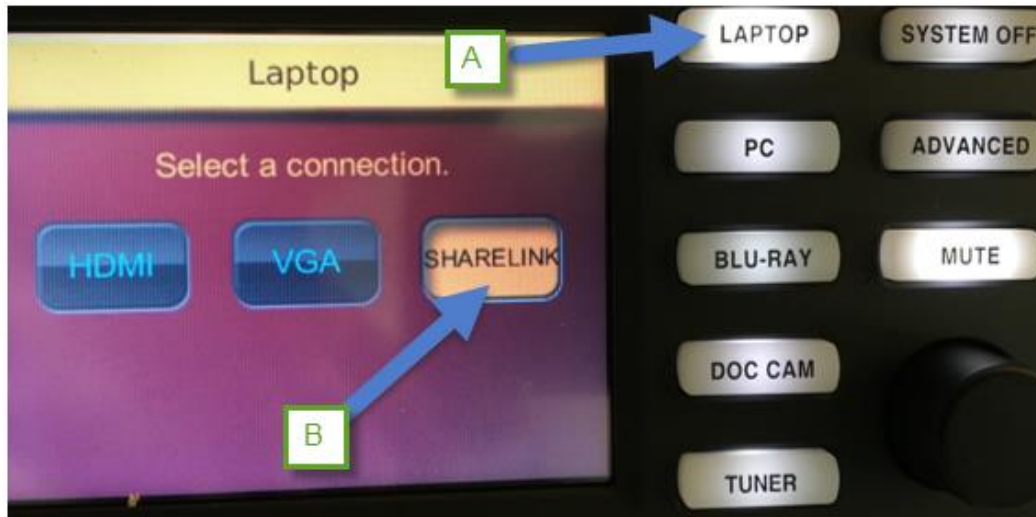 Laptop
Select a connection.
HDMI VGA SHARELINK
A
B
LAPTOP SYSTEM OFF
PC ADVANCED
BLU-RAY MUTE
DOC CAM
TUNER